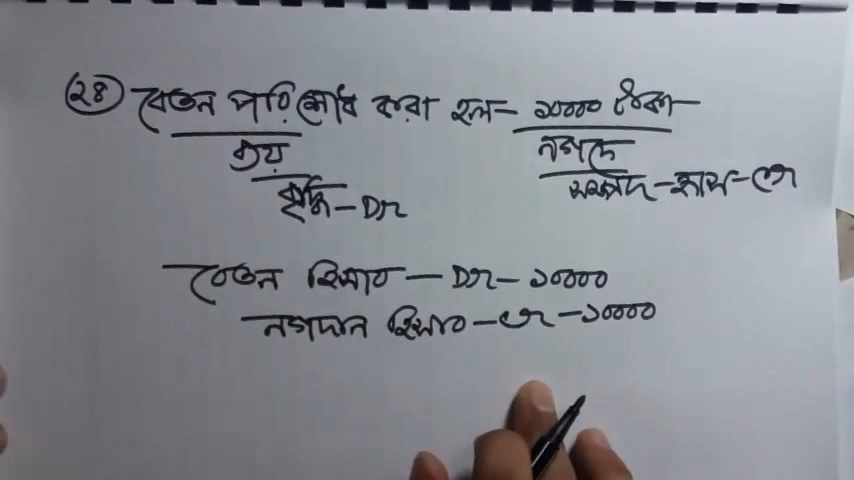 (২৪) বেতন পরিশোধ করা হল- ১০০০০ টাকা
ব্যয় নগদে
বৃদ্ধি - Dr সম্পদ - হ্রাস - Cr
বেতন হিসাব - Dr - ১০০০০
নগদান হিসাব - Cr - ১০০০০